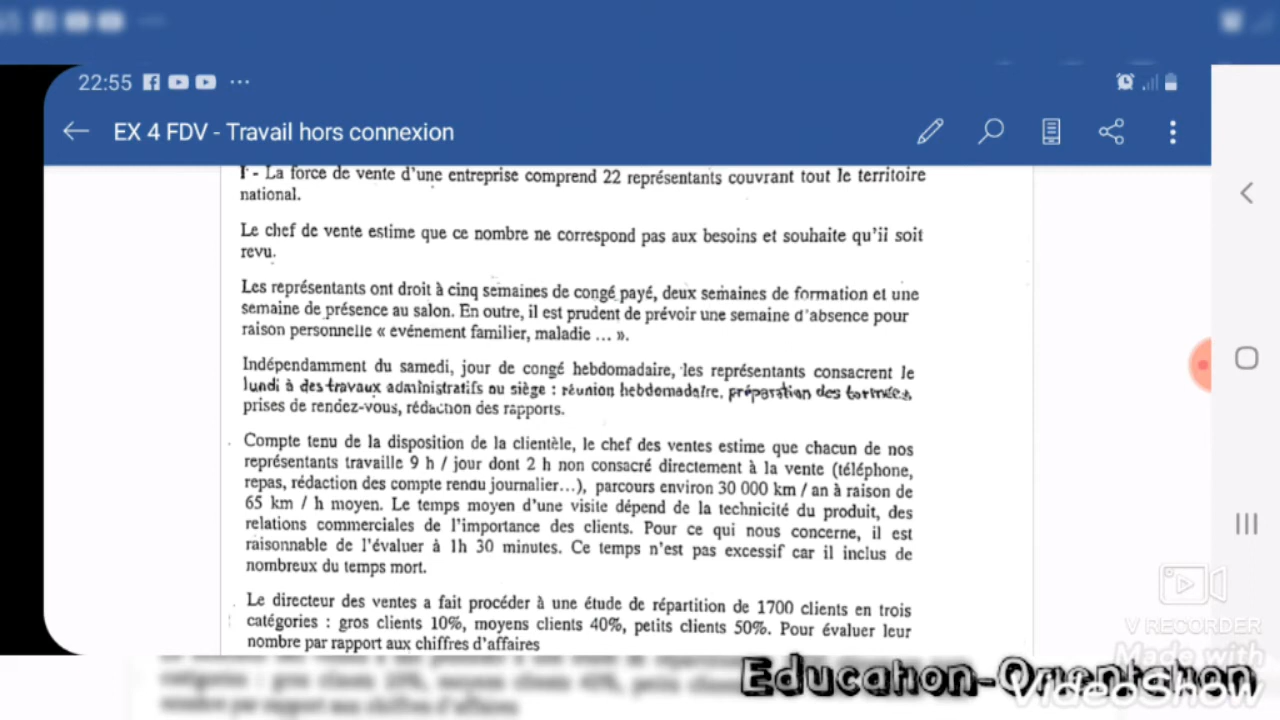 22:55
EX 4 FDV - Travail hors connexion
I - La force de vente d'une entreprise comprend 22 représentants couvrant tout le territoire
national.
Le chef de vente estime que ce nombre ne correspond pas aux besoins et souhaite qu'il soit
revu.
Les représentants ont droit à cinq semaines de congé payé, deux semaines de formation et une
semaine de présence au salon. En outre, il est prudent de prévoir une semaine d'absence pour
raison personnelle « evénement familier, maladie ... ».
Indépendamment du samedi, jour de congé hebdomadaire, les représentants consacrent le
lundi à des travaux administratifs au siège : réunion hebdomadaire, préparation des tornées
prises de rendez-vous, rédaction des rapports.
Compte tenu de la disposition de la clientèle, le chef des ventes estime que chacun de nos
représentants travaille 9 h / jour dont 2 h non consacré directement à la vente (téléphone,
repas, rédaction des compte rendu journalier...), parcours environ 30 000 km / an à raison de
65 km / h moyen. Le temps moyen d'une visite dépend de la technicité du produit, des
relations commerciales de l'importance des clients. Pour ce qui nous concerne, il est
raisonnable de l'évaluer à 1h 30 minutes. Ce temps n'est pas excessif car il inclus de
nombreux du temps mort.
Le directeur des ventes a fait procéder à une étude de répartition de 1700 clients en trois
catégories : gros clients 10%, moyens clients 40%, petits clients 50%. Pour évaluer leur
nombre par rapport aux chiffres d'affaires
V RECORDER
Made with
VideoShow
Education-Orientation